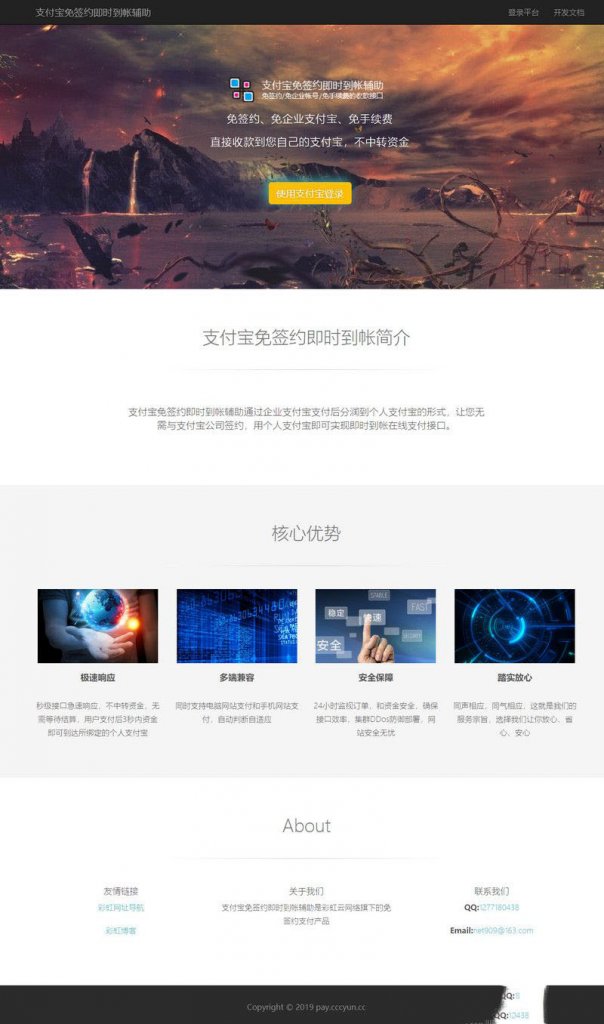 支付宝免签约即时到帐辅助
登录平台 开发文档
支付宝免签约即时到帐辅助
免签约/免企业帐号/免手续费的收款接口
免签约、免企业支付宝、免手续费
直接收款到您自己的支付宝，不中转资金
使用支付宝登录
支付宝免签约即时到帐简介
支付宝免签约即时到帐辅助通过企业支付宝支付后分润到个人支付宝的形式，让您无
需与支付宝公司签约，用个人支付宝即可实现即时到帐在线支付接口。
核心优势
稳定
STABLE
快速
FAST
安全
SECURITY
极速响应
秒级接口急速响应，不中转资金，无
需等待结算，用户支付后3秒内资金
即可到达所绑定的个人支付宝
多端兼容
同时支持电脑网站支付和手机网站支
付，自动判断自适应
安全保障
24小时监视订单，和资金安全，确保
接口效率，集群DDos防御部署，网
站安全无忧
踏实放心
同声相应，同气相应，这就是我们的
服务宗旨，选择我们让你放心、省
心、安心
About
友情链接
彩虹网址导航
彩虹博客
关于我们
支付宝免签约即时到帐辅助是彩虹云网络旗下的免
签约支付产品
联系我们
QQ:1277180438
Email:net909@163.com
Copyright © 2019 pay.cccyun.cc